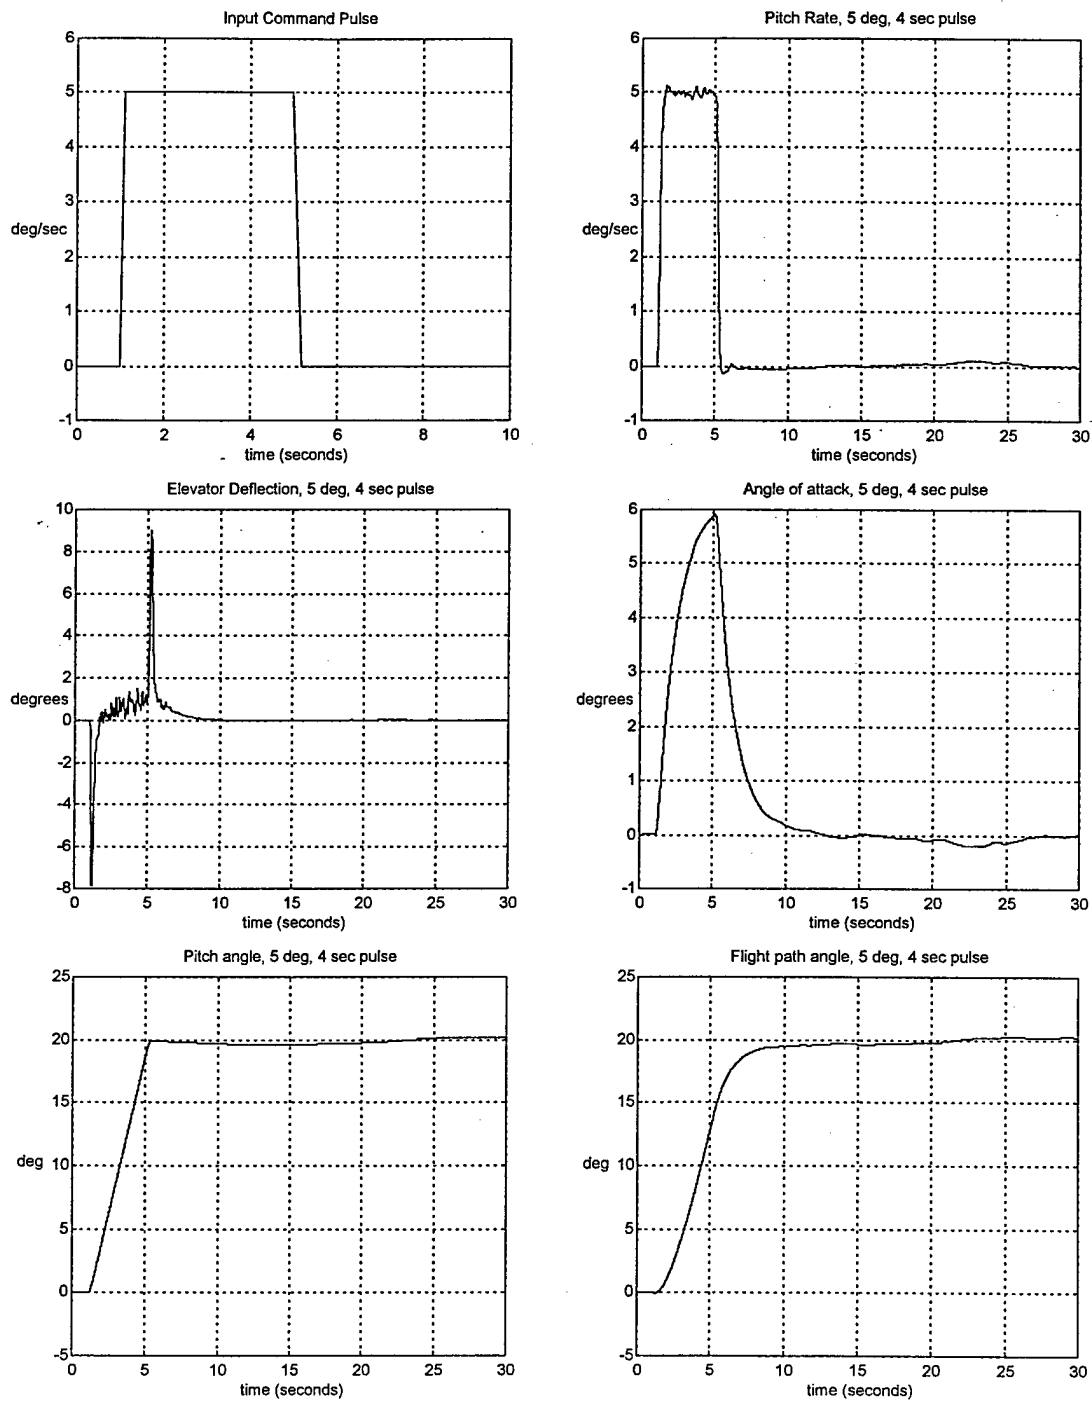 Input Command Pulse
6
5
4
3
deg/sec
2
1
0
-1
0 2 4 6 8 10
time (seconds)
Pitch Rate, 5 deg, 4 sec pulse
6
5
4
3
deg/sec
2
1
0
-1
0 5 10 15 20 25 30
time (seconds)
Elevator Deflection, 5 deg, 4 sec pulse
10
8
6
4
2
degrees
0
-2
-4
-6
-8
0 5 10 15 20 25 30
time (seconds)
Angle of attack, 5 deg, 4 sec pulse
6
5
4
3
degrees
2
1
0
-1
0 5 10 15 20 25 30
time (seconds)
Pitch angle, 5 deg, 4 sec pulse
25
20
15
deg
10
5
0
-5
0 5 10 15 20 25 30
time (seconds)
Flight path angle, 5 deg, 4 sec pulse
25
20
15
deg
10
5
0
-5
0 5 10 15 20 25 30
time (seconds)